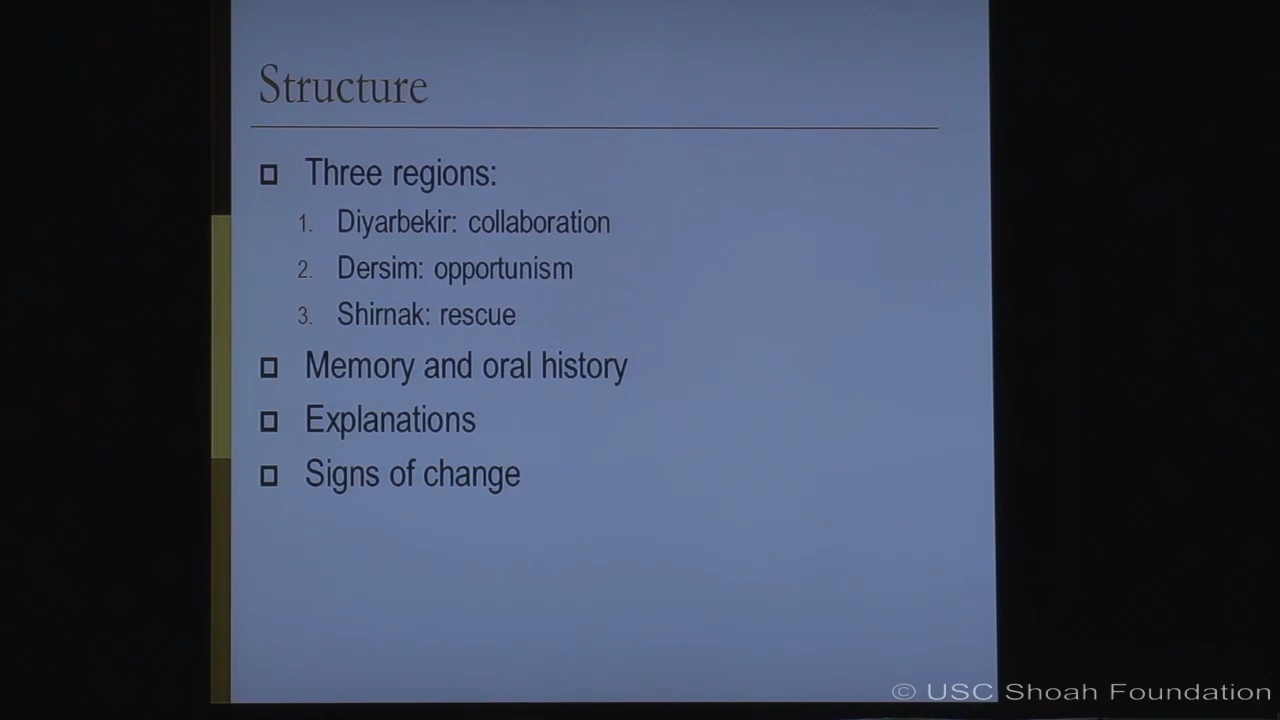 Structure
Three regions:
1. Diyarbekir: collaboration
2. Dersim: opportunism
3. Shirnak: rescue
Memory and oral history
Explanations
Signs of change
© USC Shoah Foundation